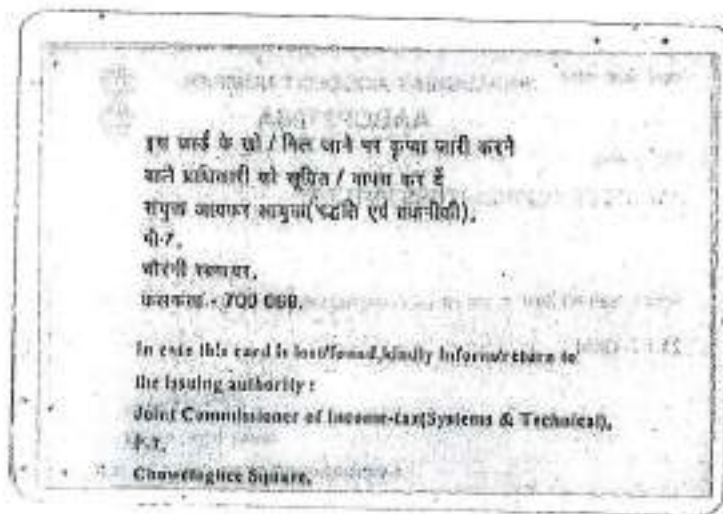 इस कार्ड के खो / मिल जाने पर कृप्या जारी करने
वाले प्राधिकारी को सूचित / वापस कर दें
संयुक्त आयकर आयुक्त(पद्धति एवं तकनीकी),
पी-7,
चौरंगी स्क्वायर,
कलकत्ता - 700 069.
In case this card is lost/found,kindly inform/return to
the issuing authority :
Joint Commissioner of Income-tax(Systems & Technical),
P-7,
Chowringhee Square,